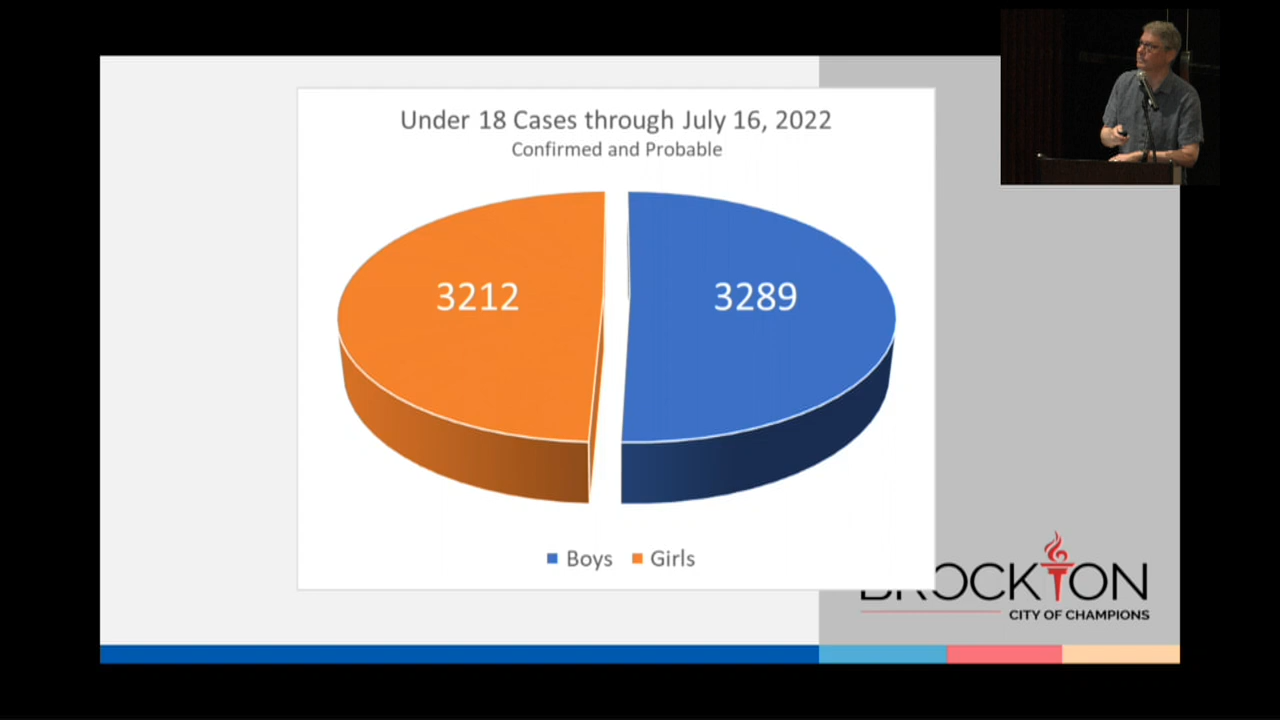 Under 18 Cases through July 16, 2022
Confirmed and Probable
3212
3289
Boys
Girls
BROCKTON
CITY OF CHAMPIONS